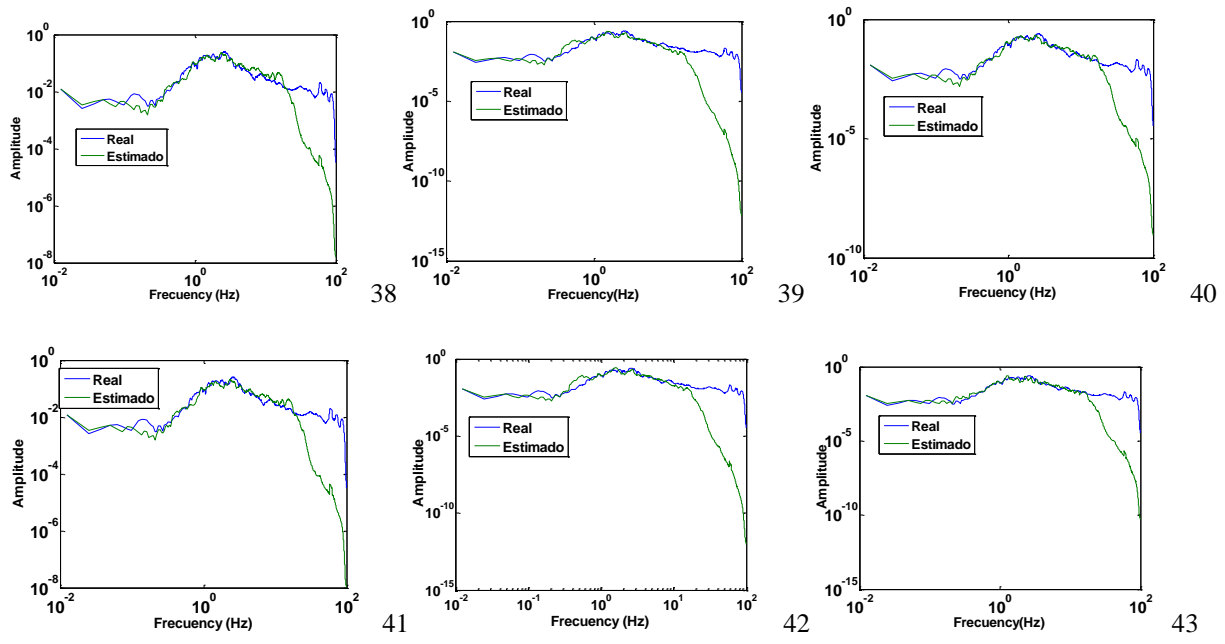 10^0
10^-2
10^-4
10^-6
10^-8
Amplitude
Real
Estimado
10^-2
10^0
10^2
Frecuency (Hz)
38
10^0
10^-5
10^-10
10^-15
Amplitude
Real
Estimado
10^-2
10^0
10^2
Frecuency(Hz)
39
10^0
10^-5
10^-10
Amplitude
Real
Estimado
10^-2
10^0
10^2
Frecuency (Hz)
40
10^0
10^-2
10^-4
10^-6
10^-8
Amplitude
Real
Estimado
10^-2
10^0
10^2
Frecuency (Hz)
41
10^0
10^-5
10^-10
10^-15
Amplitude
Real
Estimado
10^-2
10^-1
10^0
10^1
10^2
Frecuency (Hz)
42
10^0
10^-5
10^-10
10^-15
Amplitude
Real
Estimado
10^-2
10^0
10^2
Frecuency (Hz)
43